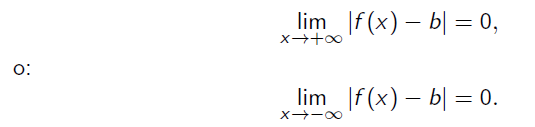 lim |f(x) − b| = 0,
x→+∞
o:
lim |f(x) − b| = 0.
x→−∞